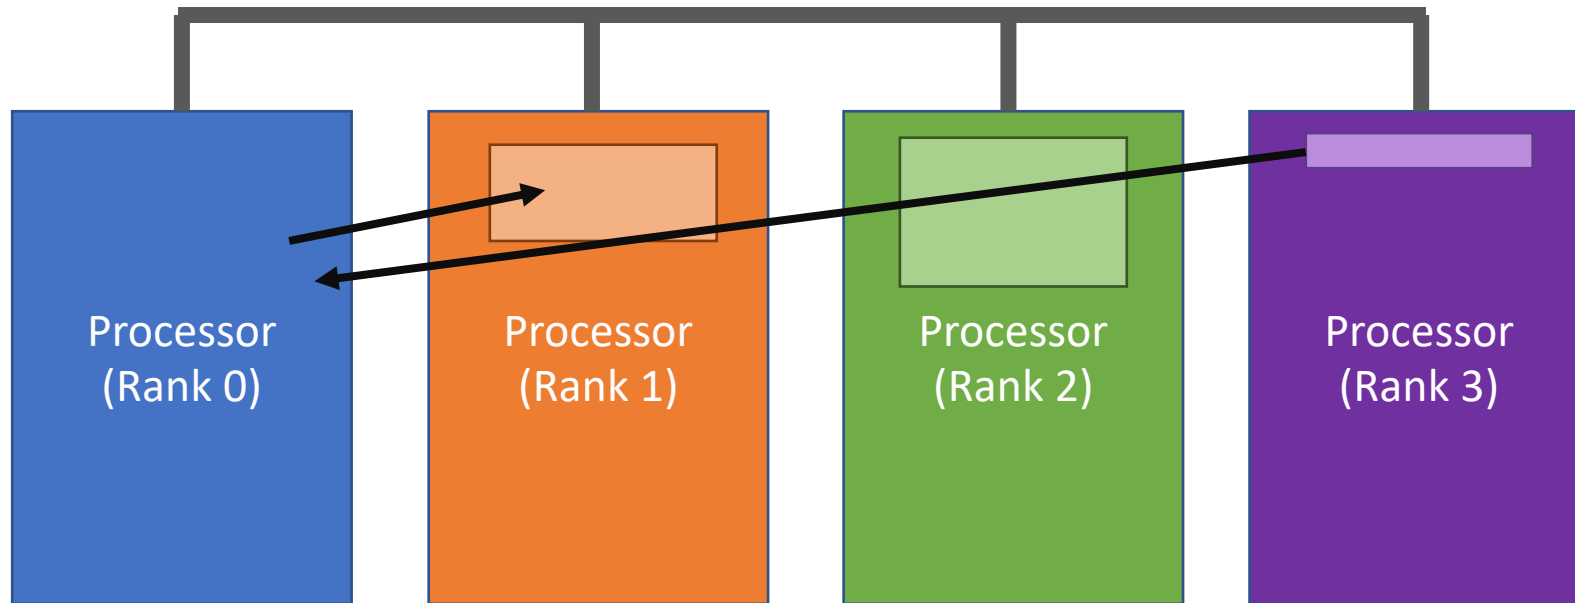 Processor
(Rank 0)
Processor
(Rank 1)
Processor
(Rank 2)
Processor
(Rank 3)